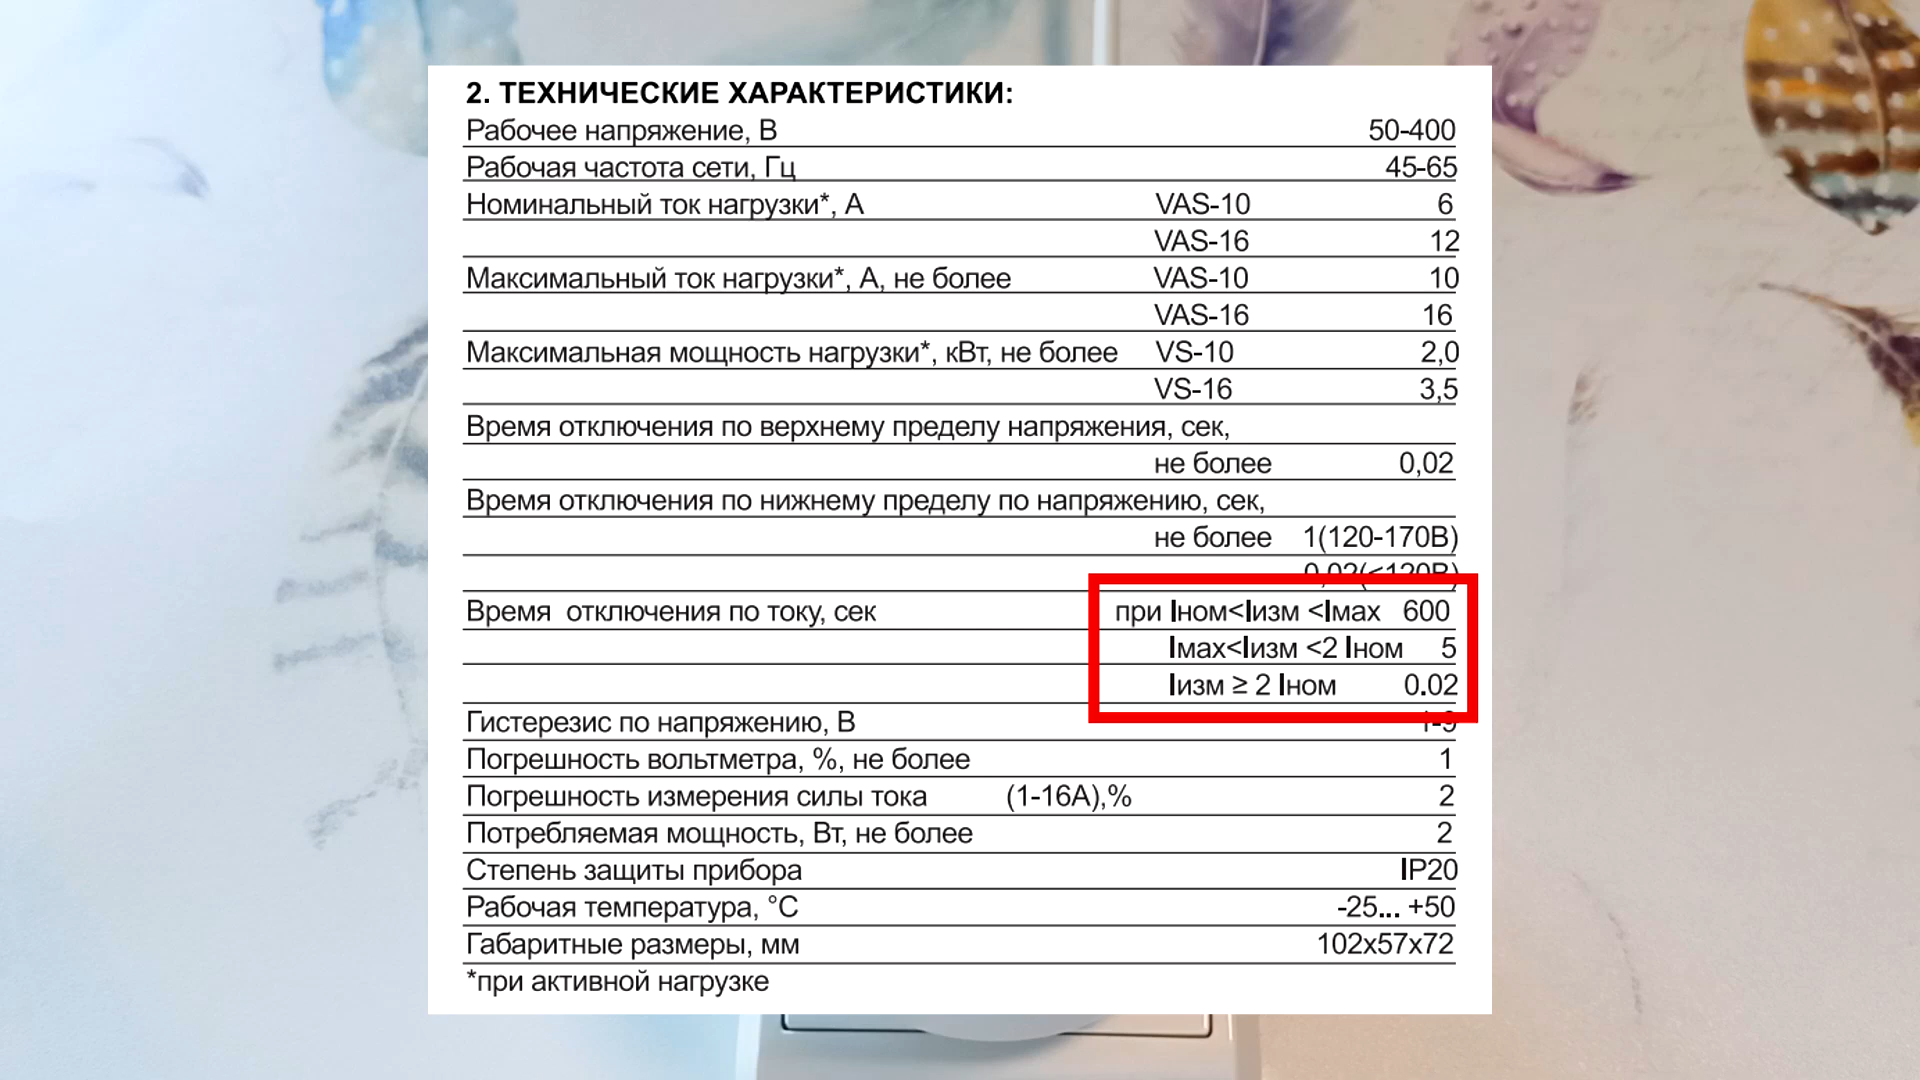 2. ТЕХНИЧЕСКИЕ ХАРАКТЕРИСТИКИ:
Рабочее напряжение, В 50-400
Рабочая частота сети, Гц 45-65
Номинальный ток нагрузки*, А VAS-10 6
VAS-16 12
Максимальный ток нагрузки*, А, не более VAS-10 10
VAS-16 16
Максимальная мощность нагрузки*, кВт, не более VS-10 2,0
VS-16 3,5
Время отключения по верхнему пределу напряжения, сек,
не более 0,02
Время отключения по нижнему пределу по напряжению, сек,
не более 1(120-170В)
0,02(<120В)
Время отключения по току, сек при Iном<Iизм <Iмах 600
Iмах<Iизм <2 Iном 5
Iизм ≥ 2 Iном 0.02
Гистерезис по напряжению, В 1-9
Погрешность вольтметра, %, не более 1
Погрешность измерения силы тока (1-16А),% 2
Потребляемая мощность, Вт, не более 2
Степень защиты прибора IP20
Рабочая температура, °С -25... +50
Габаритные размеры, мм 102х57х72
*при активной нагрузке